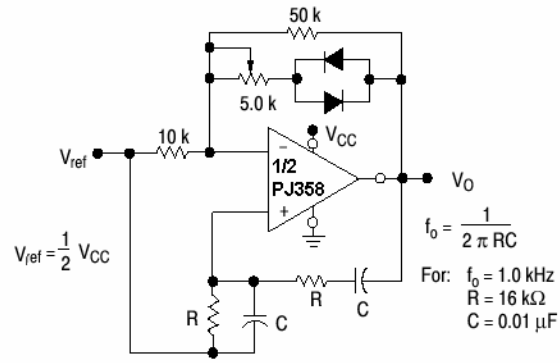 50 k
5.0 k
10 k
V_CC
V_ref
−
1/2
PJ358
+
V_O
V_ref = 1/2 V_CC
f_o = 1 / 2 π RC
For: f_o = 1.0 kHz
R = 16 kΩ
C = 0.01 μF
R
C
R
C